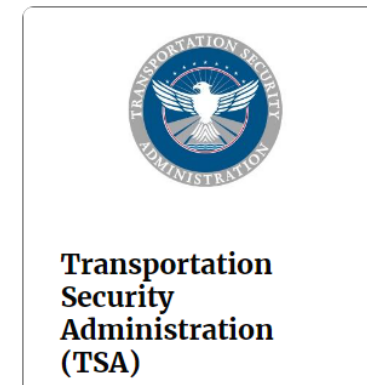 TRANSPORTATION SECURITY
ADMINISTRATION
Transportation
Security
Administration
(TSA)